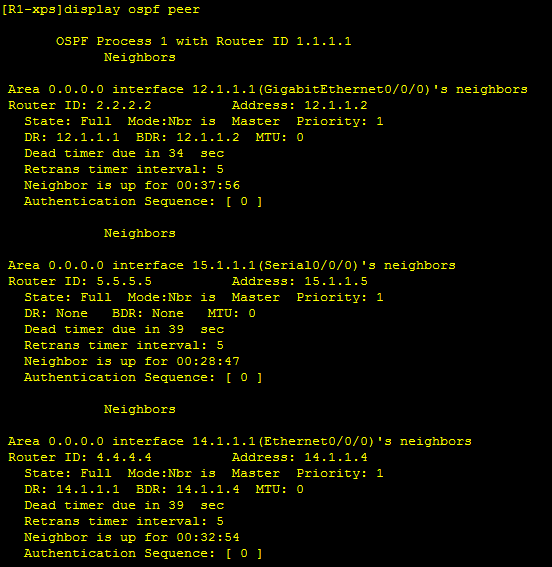 [R1-xps]display ospf peer
OSPF Process 1 with Router ID 1.1.1.1
Neighbors
Area 0.0.0.0 interface 12.1.1.1(GigabitEthernet0/0/0)'s neighbors
Router ID: 2.2.2.2 Address: 12.1.1.2
State: Full Mode:Nbr is Master Priority: 1
DR: 12.1.1.1 BDR: 12.1.1.2 MTU: 0
Dead timer due in 34 sec
Retrans timer interval: 5
Neighbor is up for 00:37:56
Authentication Sequence: [ 0 ]
Neighbors
Area 0.0.0.0 interface 15.1.1.1(Serial0/0/0)'s neighbors
Router ID: 5.5.5.5 Address: 15.1.1.5
State: Full Mode:Nbr is Master Priority: 1
DR: None BDR: None MTU: 0
Dead timer due in 39 sec
Retrans timer interval: 5
Neighbor is up for 00:28:47
Authentication Sequence: [ 0 ]
Neighbors
Area 0.0.0.0 interface 14.1.1.1(Ethernet0/0/0)'s neighbors
Router ID: 4.4.4.4 Address: 14.1.1.4
State: Full Mode:Nbr is Master Priority: 1
DR: 14.1.1.1 BDR: 14.1.1.4 MTU: 0
Dead timer due in 39 sec
Retrans timer interval: 5
Neighbor is up for 00:32:54
Authentication Sequence: [ 0 ]